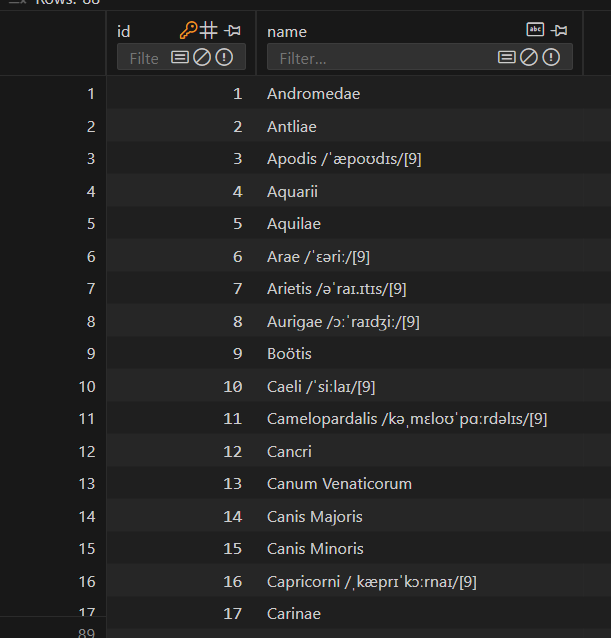 Rows: 88
id name
abc
Filte Filter...
1 1 Andromedae
2 2 Antliae
3 3 Apodis /ˈæpoʊdɪs/[9]
4 4 Aquarii
5 5 Aquilae
6 6 Arae /ˈɛəriː/[9]
7 7 Arietis /əˈraɪ.ɪtɪs/[9]
8 8 Aurigae /ɔːˈraɪdʒiː/[9]
9 9 Boötis
10 10 Caeli /ˈsiːlaɪ/[9]
11 11 Camelopardalis /kəˌmɛloʊˈpɑːrdəlɪs/[9]
12 12 Cancri
13 13 Canum Venaticorum
14 14 Canis Majoris
15 15 Canis Minoris
16 16 Capricorni /ˌkæprɪˈkɔːrnaɪ/[9]
17 17 Carinae
89